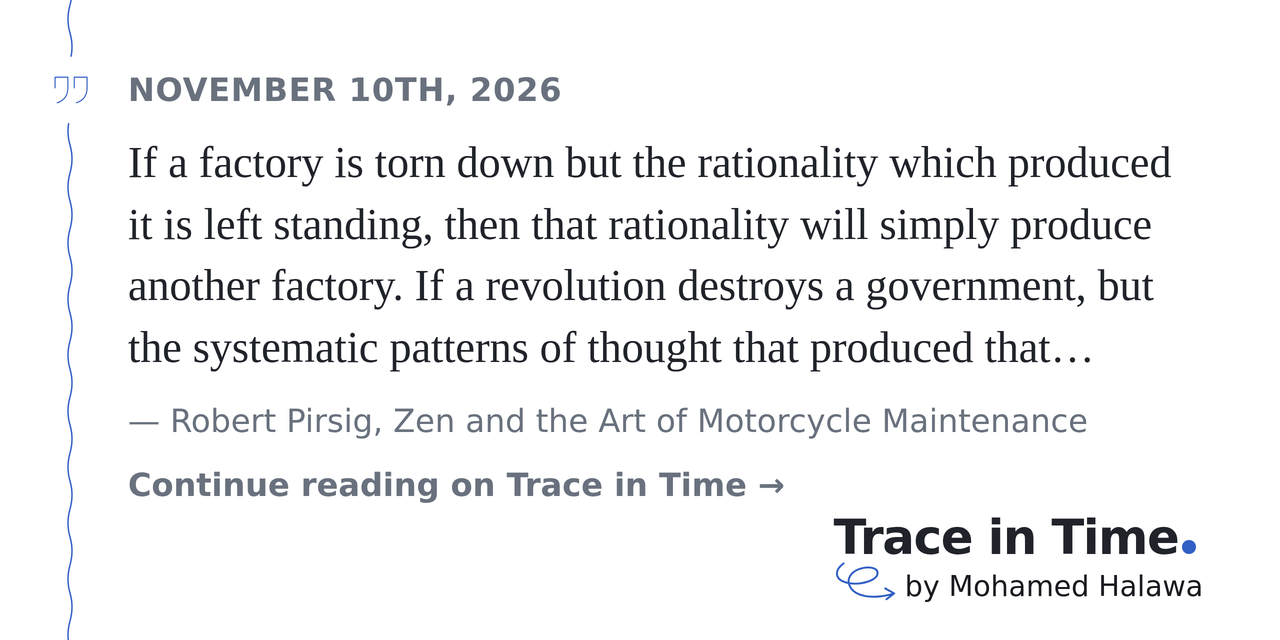 NOVEMBER 10TH, 2026
If a factory is torn down but the rationality which produced
it is left standing, then that rationality will simply produce
another factory. If a revolution destroys a government, but
the systematic patterns of thought that produced that…
— Robert Pirsig, Zen and the Art of Motorcycle Maintenance
Continue reading on Trace in Time →
Trace in Time.
by Mohamed Halawa